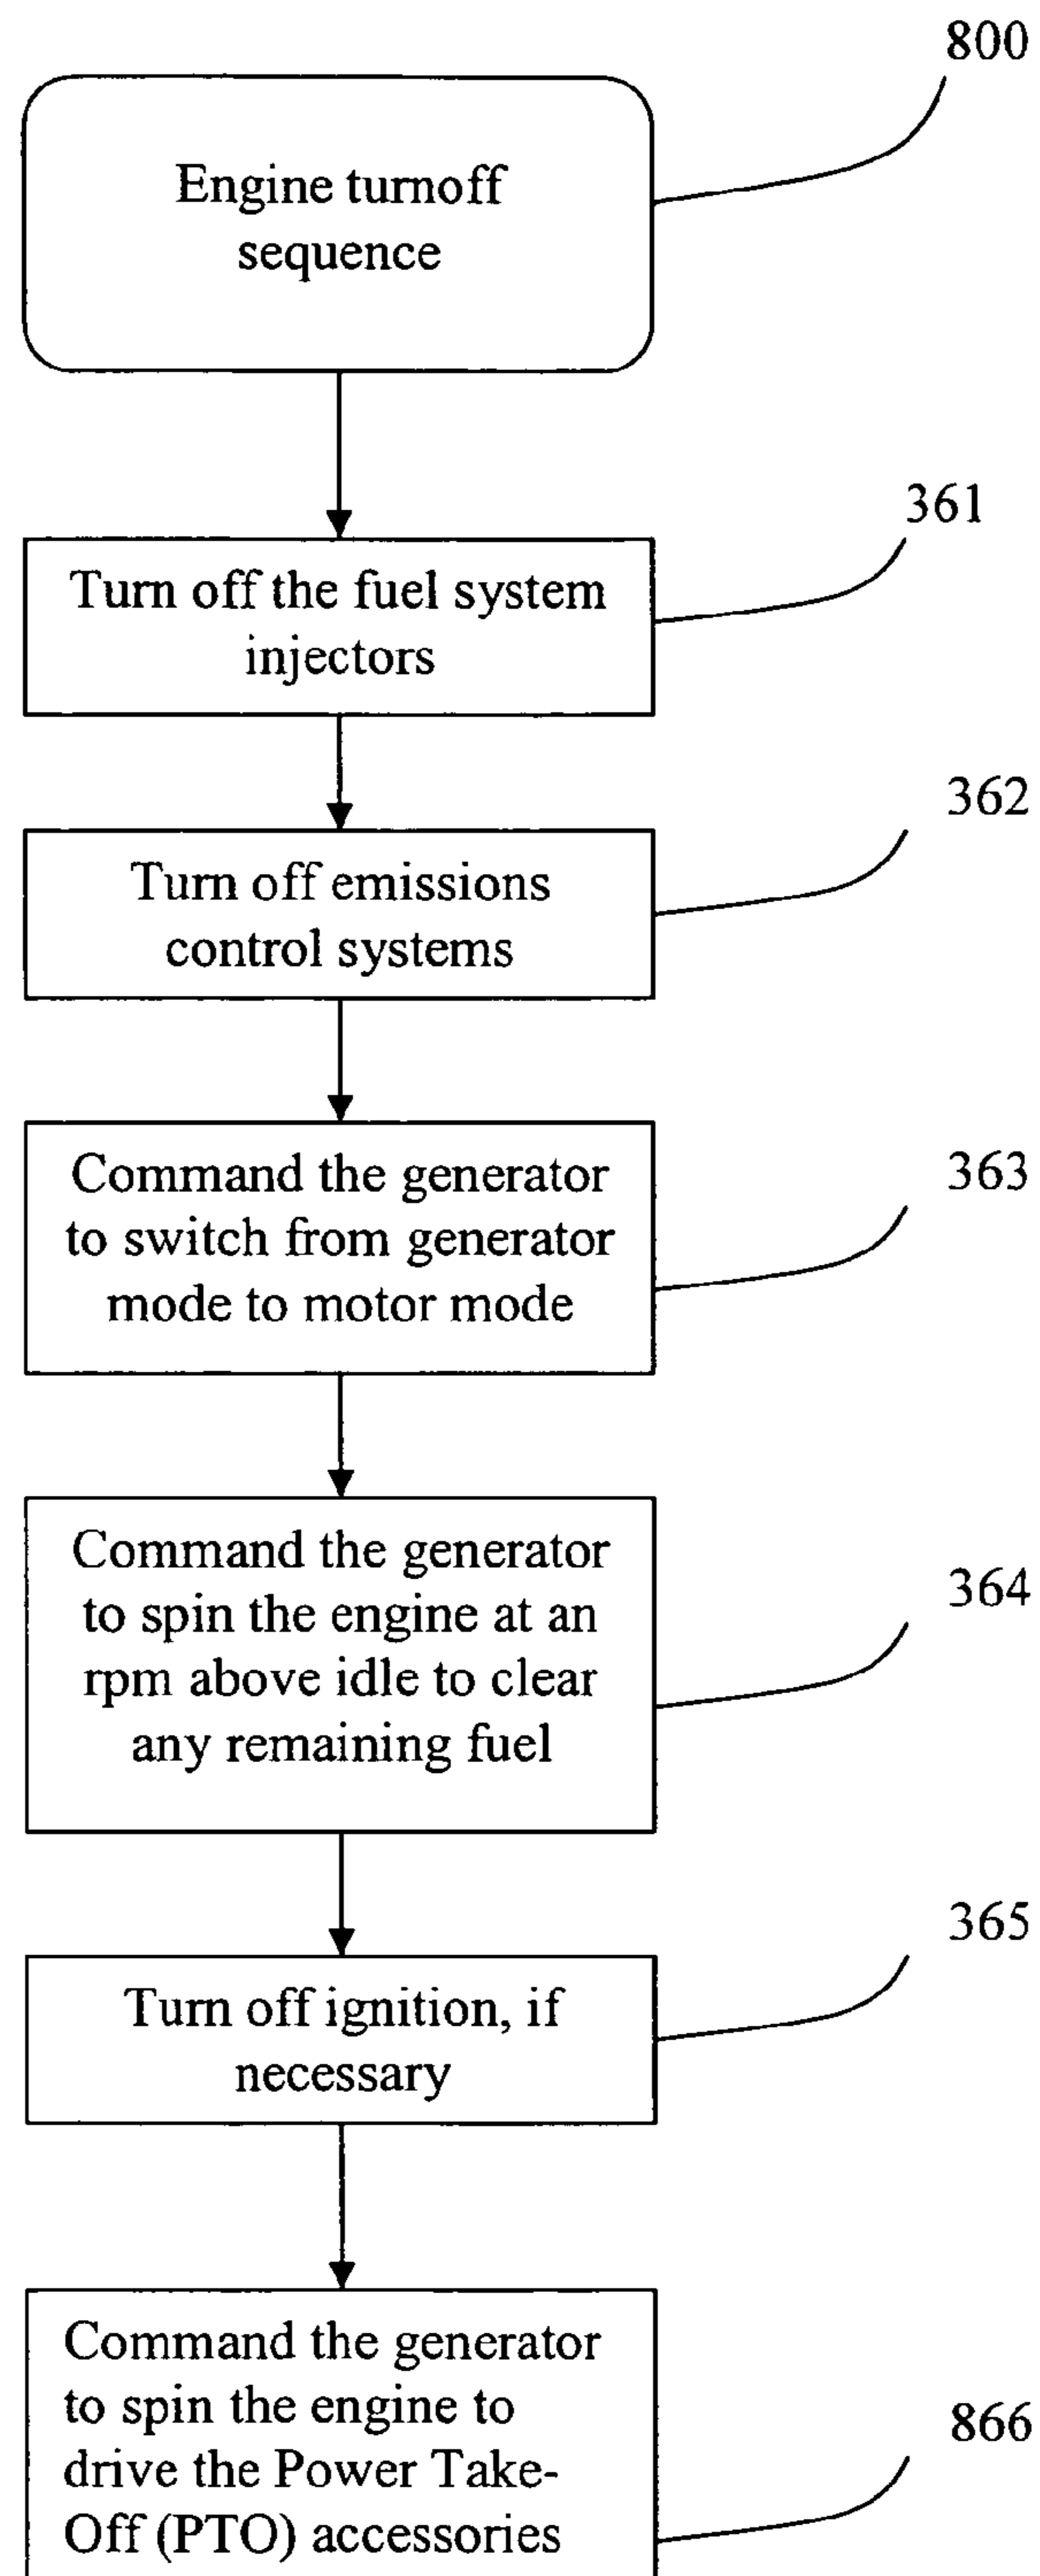 800
Engine turnoff
sequence
361
Turn off the fuel system
injectors
362
Turn off emissions
control systems
363
Command the generator
to switch from generator
mode to motor mode
364
Command the generator
to spin the engine at an
rpm above idle to clear
any remaining fuel
365
Turn off ignition, if
necessary
866
Command the generator
to spin the engine to
drive the Power Take-
Off (PTO) accessories